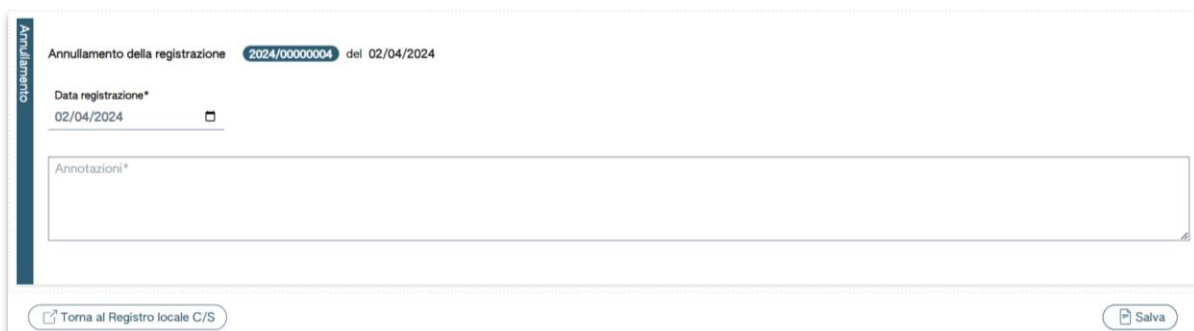 Annullamento
Annullamento della registrazione 2024/00000004 del 02/04/2024
Data registrazione*
02/04/2024
Annotazioni*
Torna al Registro locale C/S
Salva